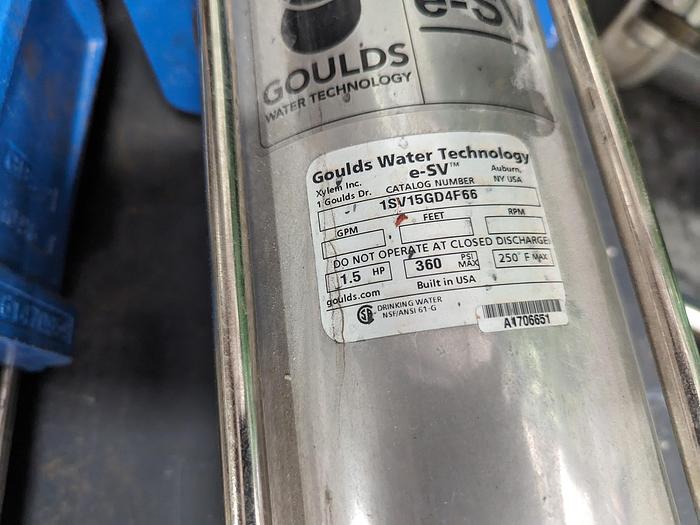 e-SV
GOULDS
WATER TECHNOLOGY
Goulds Water Technology
e-SV™
Xylem Inc.
1 Goulds Dr.
Auburn,
NY USA
CATALOG NUMBER
1SV15GD4F66
GPM
FEET
RPM
DO NOT OPERATE AT CLOSED DISCHARGE
1.5 HP
360 PSI MAX
250° F MAX
goulds.com
Built in USA
DRINKING WATER
NSF/ANSI 61-G
A1706651